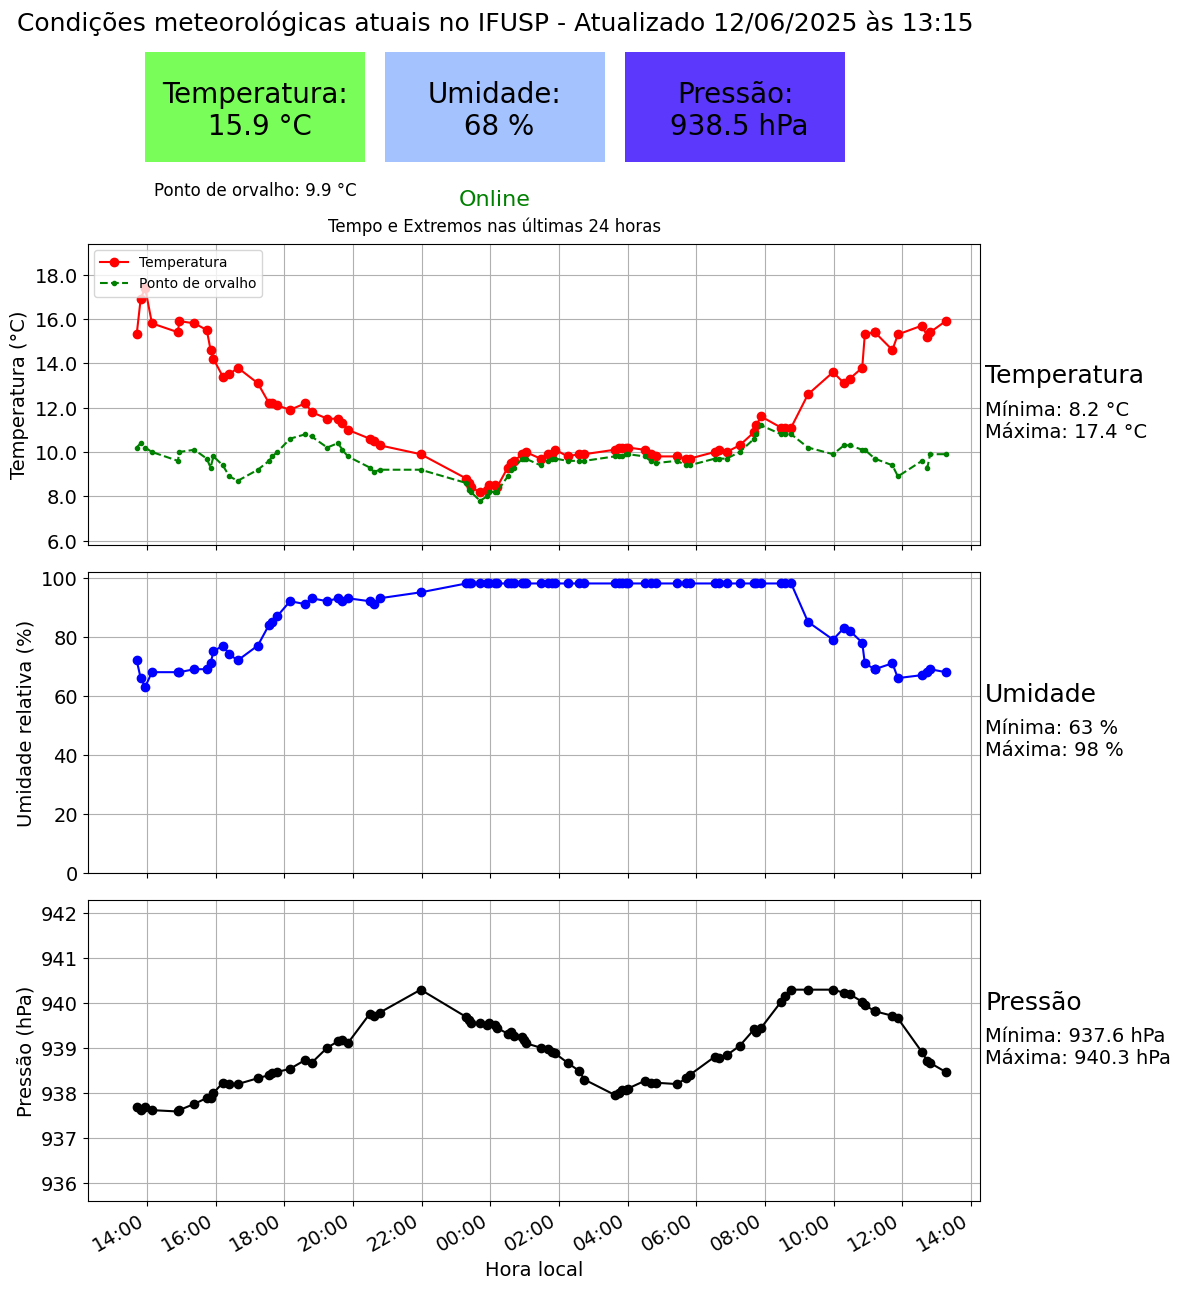 Condições meteorológicas atuais no IFUSP - Atualizado 12/06/2025 às 13:15
Temperatura:
15.9 °C
Umidade:
68 %
Pressão:
938.5 hPa
Ponto de orvalho: 9.9 °C
Online
Tempo e Extremos nas últimas 24 horas
Temperatura
Ponto de orvalho
Temperatura (°C)
18.0
16.0
14.0
12.0
10.0
8.0
6.0
Temperatura
Mínima: 8.2 °C
Máxima: 17.4 °C
Umidade relativa (%)
100
80
60
40
20
0
Umidade
Mínima: 63 %
Máxima: 98 %
Pressão (hPa)
942
941
940
939
938
937
936
Pressão
Mínima: 937.6 hPa
Máxima: 940.3 hPa
14:00
16:00
18:00
20:00
22:00
00:00
02:00
04:00
06:00
08:00
10:00
12:00
14:00
Hora local